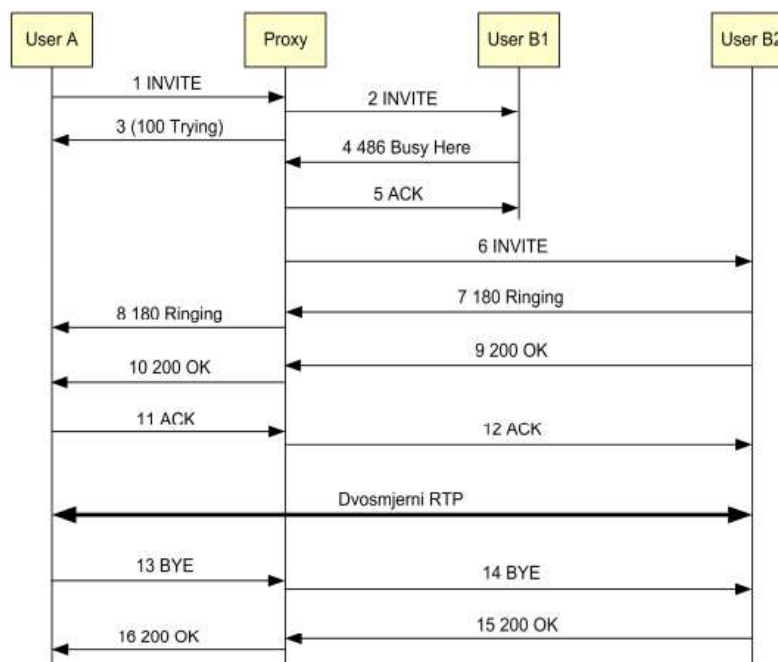 User A
Proxy
User B1
User B2
1 INVITE
2 INVITE
3 (100 Trying)
4 486 Busy Here
5 ACK
6 INVITE
7 180 Ringing
8 180 Ringing
9 200 OK
10 200 OK
11 ACK
12 ACK
Dvosmjerni RTP
13 BYE
14 BYE
15 200 OK
16 200 OK